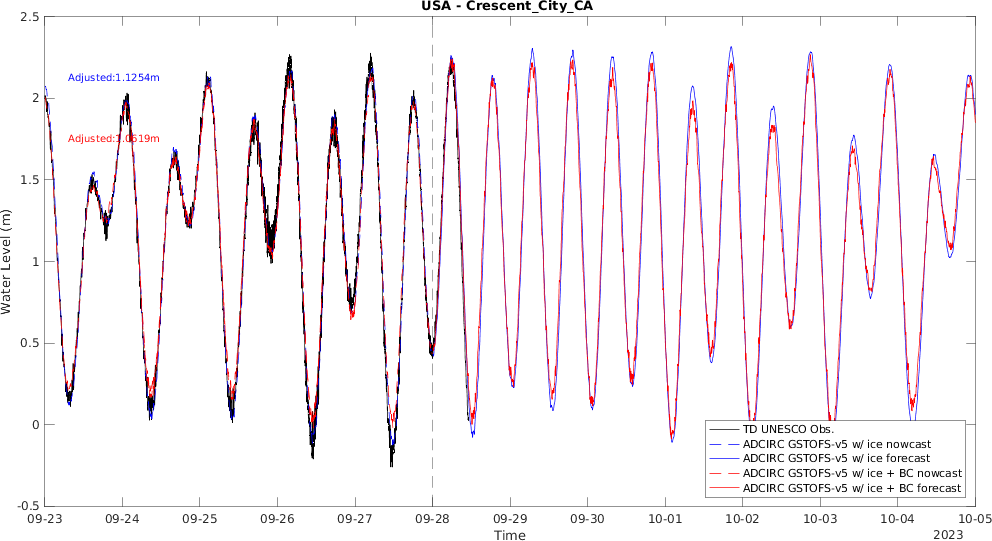 USA - Crescent_City_CA
2.5
2
1.5
1
0.5
0
-0.5
Water Level (m)
Adjusted:1.1254m
Adjusted:1.0619m
TD UNESCO Obs.
ADCIRC GSTOFS-v5 w/ ice nowcast
ADCIRC GSTOFS-v5 w/ ice forecast
ADCIRC GSTOFS-v5 w/ ice + BC nowcast
ADCIRC GSTOFS-v5 w/ ice + BC forecast
09-23 09-24 09-25 09-26 09-27 09-28 09-29 09-30 10-01 10-02 10-03 10-04 10-05
Time
2023